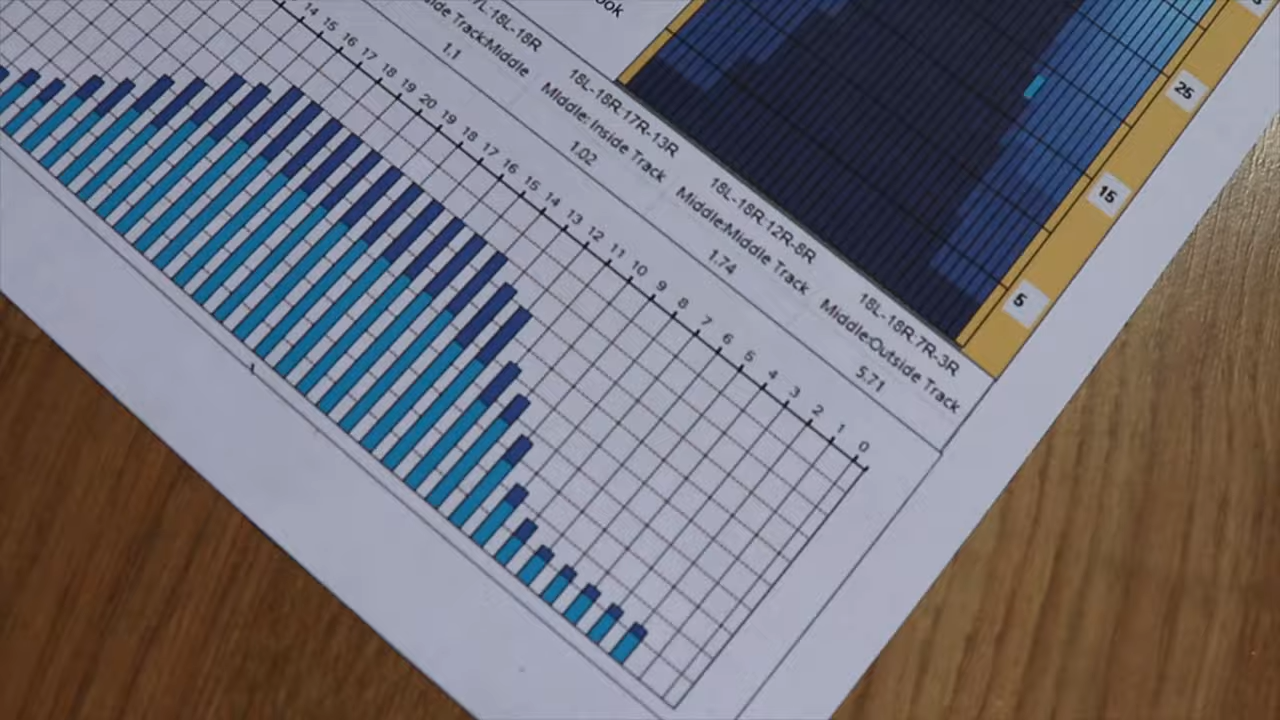 ook
25
15
5
7L:18L-18R
ide Track:Middle
1.1
18L-18R:17R-13R
Middle: Inside Track
1.02
18L-18R:12R-8R
Middle:Middle Track
1.74
18L-18R:7R-3R
Middle:Outside Track
5.71
14 15 16 17 18 19 20 19 18 17 16 15 14 13 12 11 10 9 8 7 6 5 4 3 2 1 0